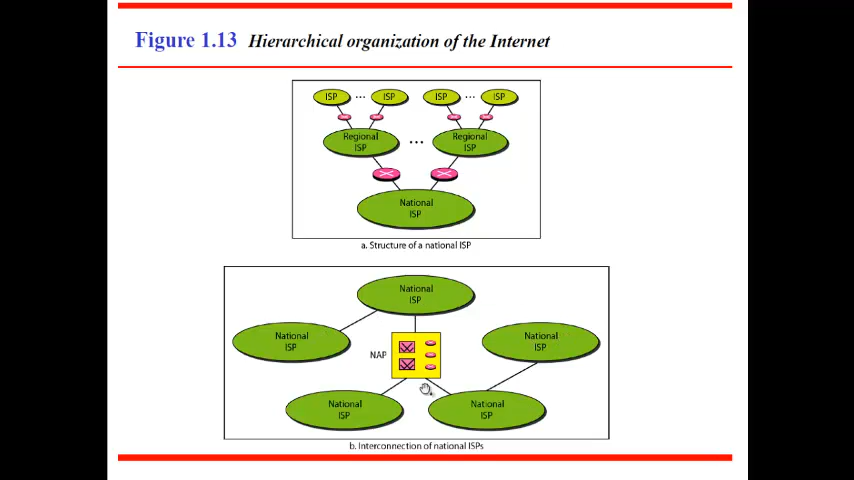 Figure 1.13 Hierarchical organization of the Internet
ISP ... ISP ISP ... ISP
Regional
ISP
...
Regional
ISP
National
ISP
a. Structure of a national ISP
National
ISP
National
ISP
National
ISP
NAP
National
ISP
National
ISP
b. Interconnection of national ISPs